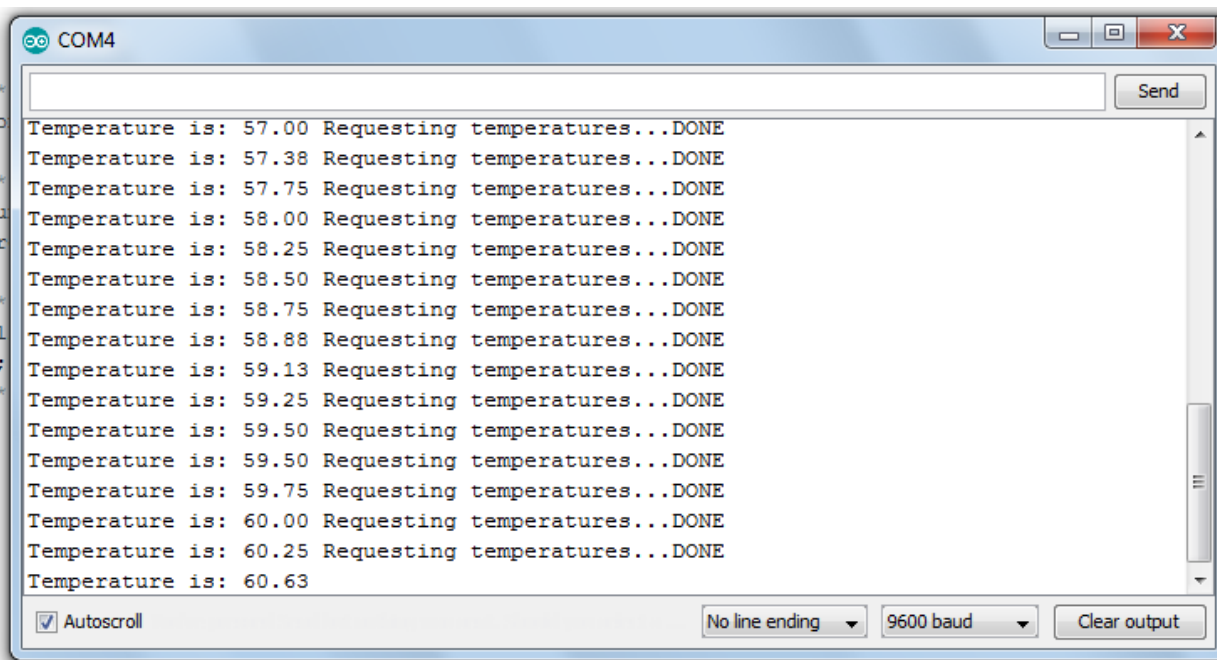 COM4
Send
Temperature is: 57.00 Requesting temperatures...DONE
Temperature is: 57.38 Requesting temperatures...DONE
Temperature is: 57.75 Requesting temperatures...DONE
Temperature is: 58.00 Requesting temperatures...DONE
Temperature is: 58.25 Requesting temperatures...DONE
Temperature is: 58.50 Requesting temperatures...DONE
Temperature is: 58.75 Requesting temperatures...DONE
Temperature is: 58.88 Requesting temperatures...DONE
Temperature is: 59.13 Requesting temperatures...DONE
Temperature is: 59.25 Requesting temperatures...DONE
Temperature is: 59.50 Requesting temperatures...DONE
Temperature is: 59.50 Requesting temperatures...DONE
Temperature is: 59.75 Requesting temperatures...DONE
Temperature is: 60.00 Requesting temperatures...DONE
Temperature is: 60.25 Requesting temperatures...DONE
Temperature is: 60.63
Autoscroll No line ending 9600 baud Clear output